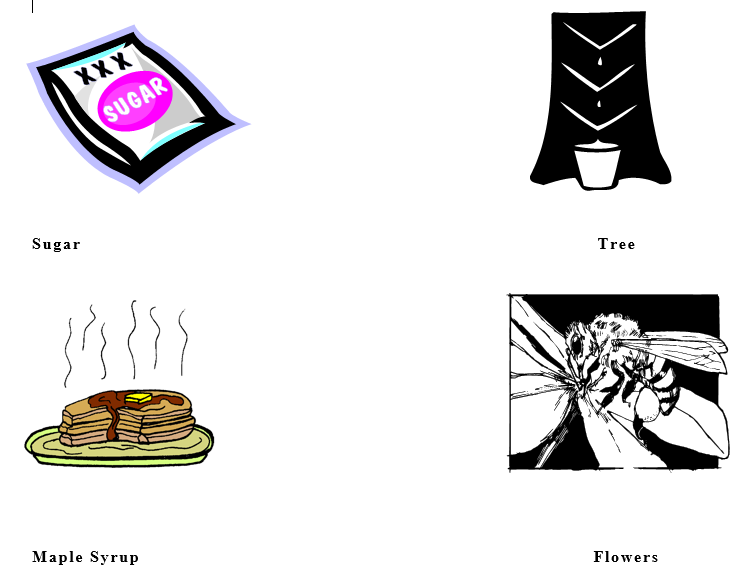 XXX
SUGAR
Sugar
Tree
Maple Syrup
Flowers